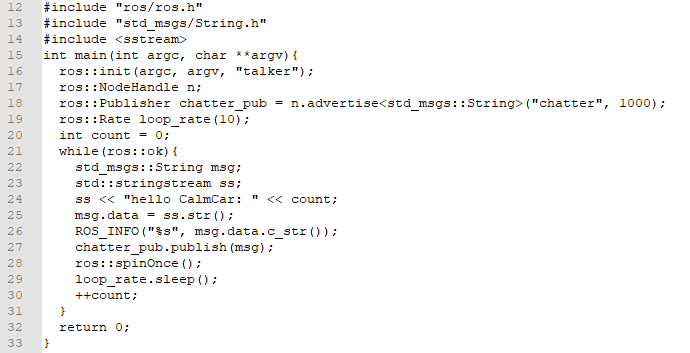 12 #include "ros/ros.h"
13 #include "std_msgs/String.h"
14 #include <sstream>
15 int main(int argc, char **argv){
16   ros::init(argc, argv, "talker");
17   ros::NodeHandle n;
18   ros::Publisher chatter_pub = n.advertise<std_msgs::String>("chatter", 1000);
19   ros::Rate loop_rate(10);
20   int count = 0;
21   while(ros::ok){
22     std_msgs::String msg;
23     std::stringstream ss;
24     ss << "hello CalmCar: " << count;
25     msg.data = ss.str();
26     ROS_INFO("%s", msg.data.c_str());
27     chatter_pub.publish(msg);
28     ros::spinOnce();
29     loop_rate.sleep();
30     ++count;
31   }
32   return 0;
33 }